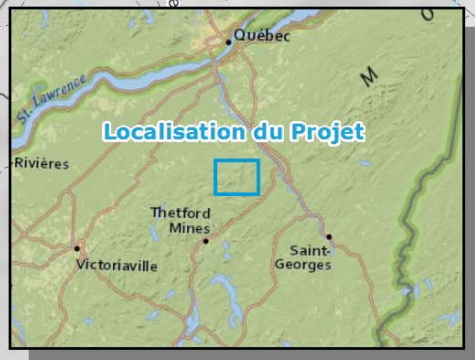 Québec
M O
St. Lawrence
Localisation du Projet
Rivières
Thetford
Mines
Saint-
Georges
Victoriaville